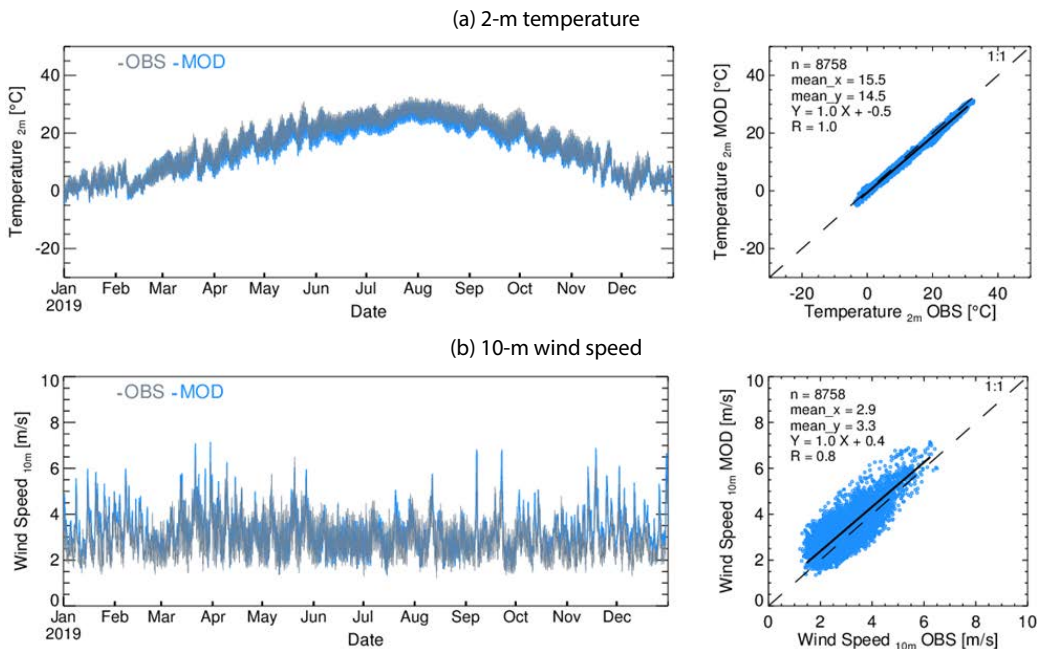 (a) 2-m temperature
-OBS -MOD
Temperature 2m [°C]
40
20
0
-20
Jan Feb Mar Apr May Jun Jul Aug Sep Oct Nov Dec
2019
Date
1:1
n = 8758
mean_x = 15.5
mean_y = 14.5
Y = 1.0 X + -0.5
R = 1.0
Temperature 2m MOD [°C]
40
20
0
-20
-20 0 20 40
Temperature 2m OBS [°C]
(b) 10-m wind speed
-OBS -MOD
Wind Speed 10m [m/s]
10
8
6
4
2
0
Jan Feb Mar Apr May Jun Jul Aug Sep Oct Nov Dec
2019
Date
1:1
n = 8758
mean_x = 2.9
mean_y = 3.3
Y = 1.0 X + 0.4
R = 0.8
Wind Speed 10m MOD [m/s]
10
8
6
4
2
0
0 2 4 6 8 10
Wind Speed 10m OBS [m/s]